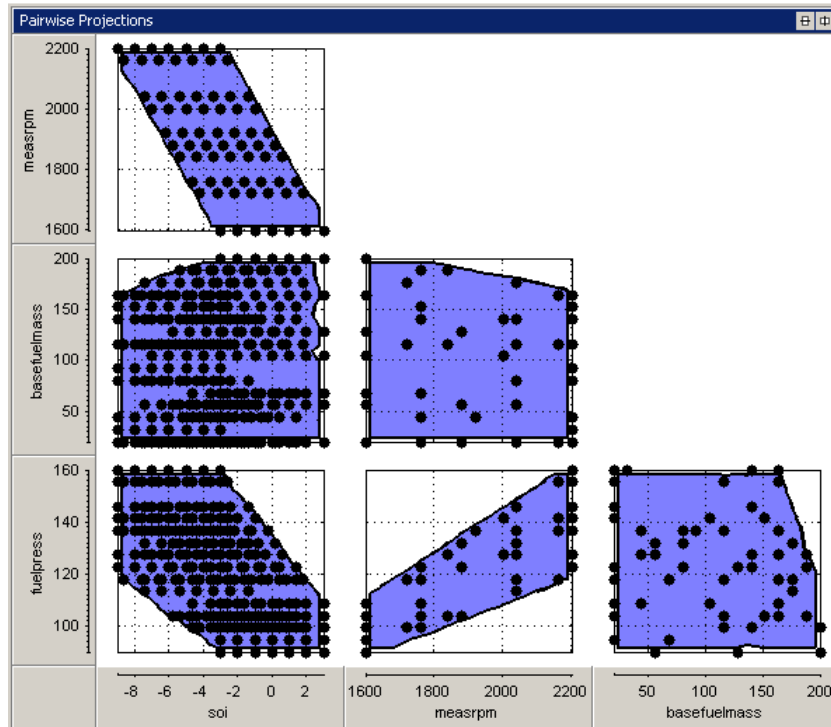 Pairwise Projections
2200
2000
1800
1600
measrpm
200
150
100
50
basefuelmass
160
140
120
100
fuelpress
-8 -6 -4 -2 0 2
soi
1600 1800 2000 2200
measrpm
50 100 150 200
basefuelmass